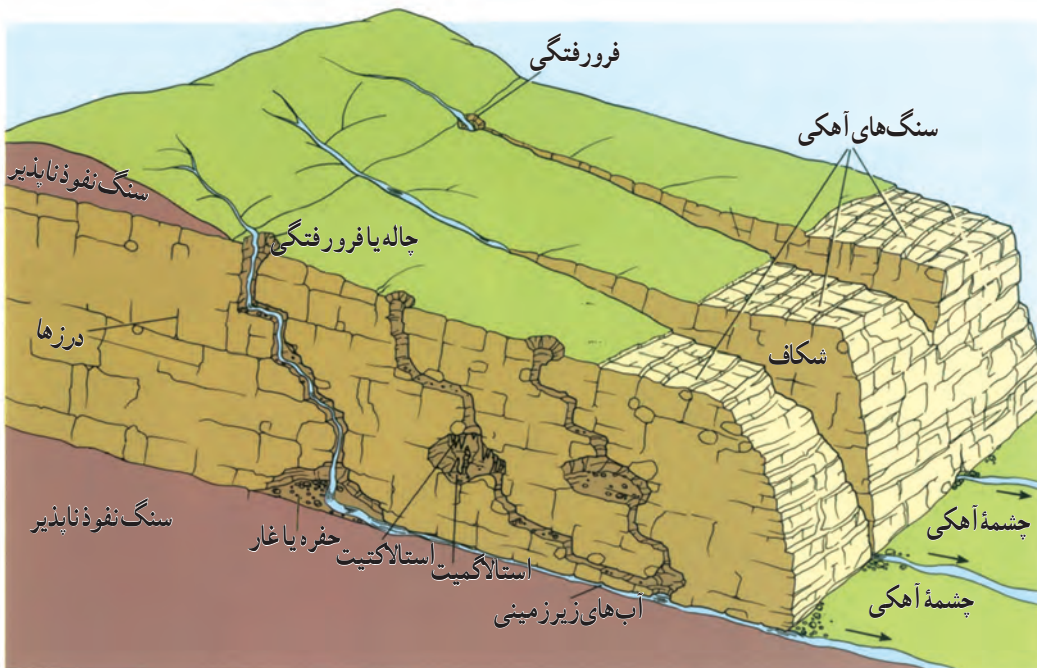 فرورفتگی
سنگ‌های آهکی
سنگ نفوذناپذیر
چاله یا فرورفتگی
درزها
شکاف
سنگ نفوذناپذیر
حفره یا غار
استالاکتیت
استالاگمیت
آب‌های زیرزمینی
چشمهٔ آهکی
چشمهٔ آهکی